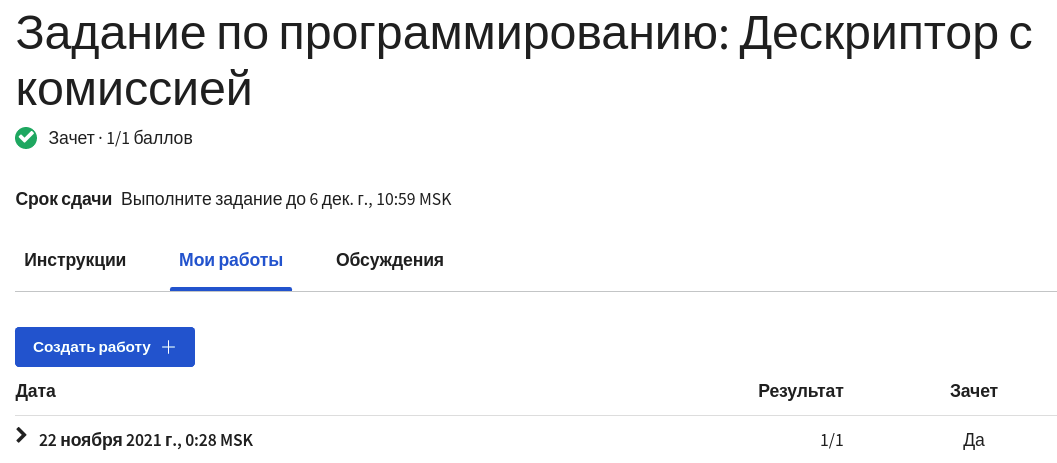 Задание по программированию: Дескриптор с
комиссией
Зачет · 1/1 баллов
Срок сдачи Выполните задание до 6 дек. г., 10:59 MSK
Инструкции Мои работы Обсуждения
Создать работу +
Дата Результат Зачет
22 ноября 2021 г., 0:28 MSK 1/1 Да